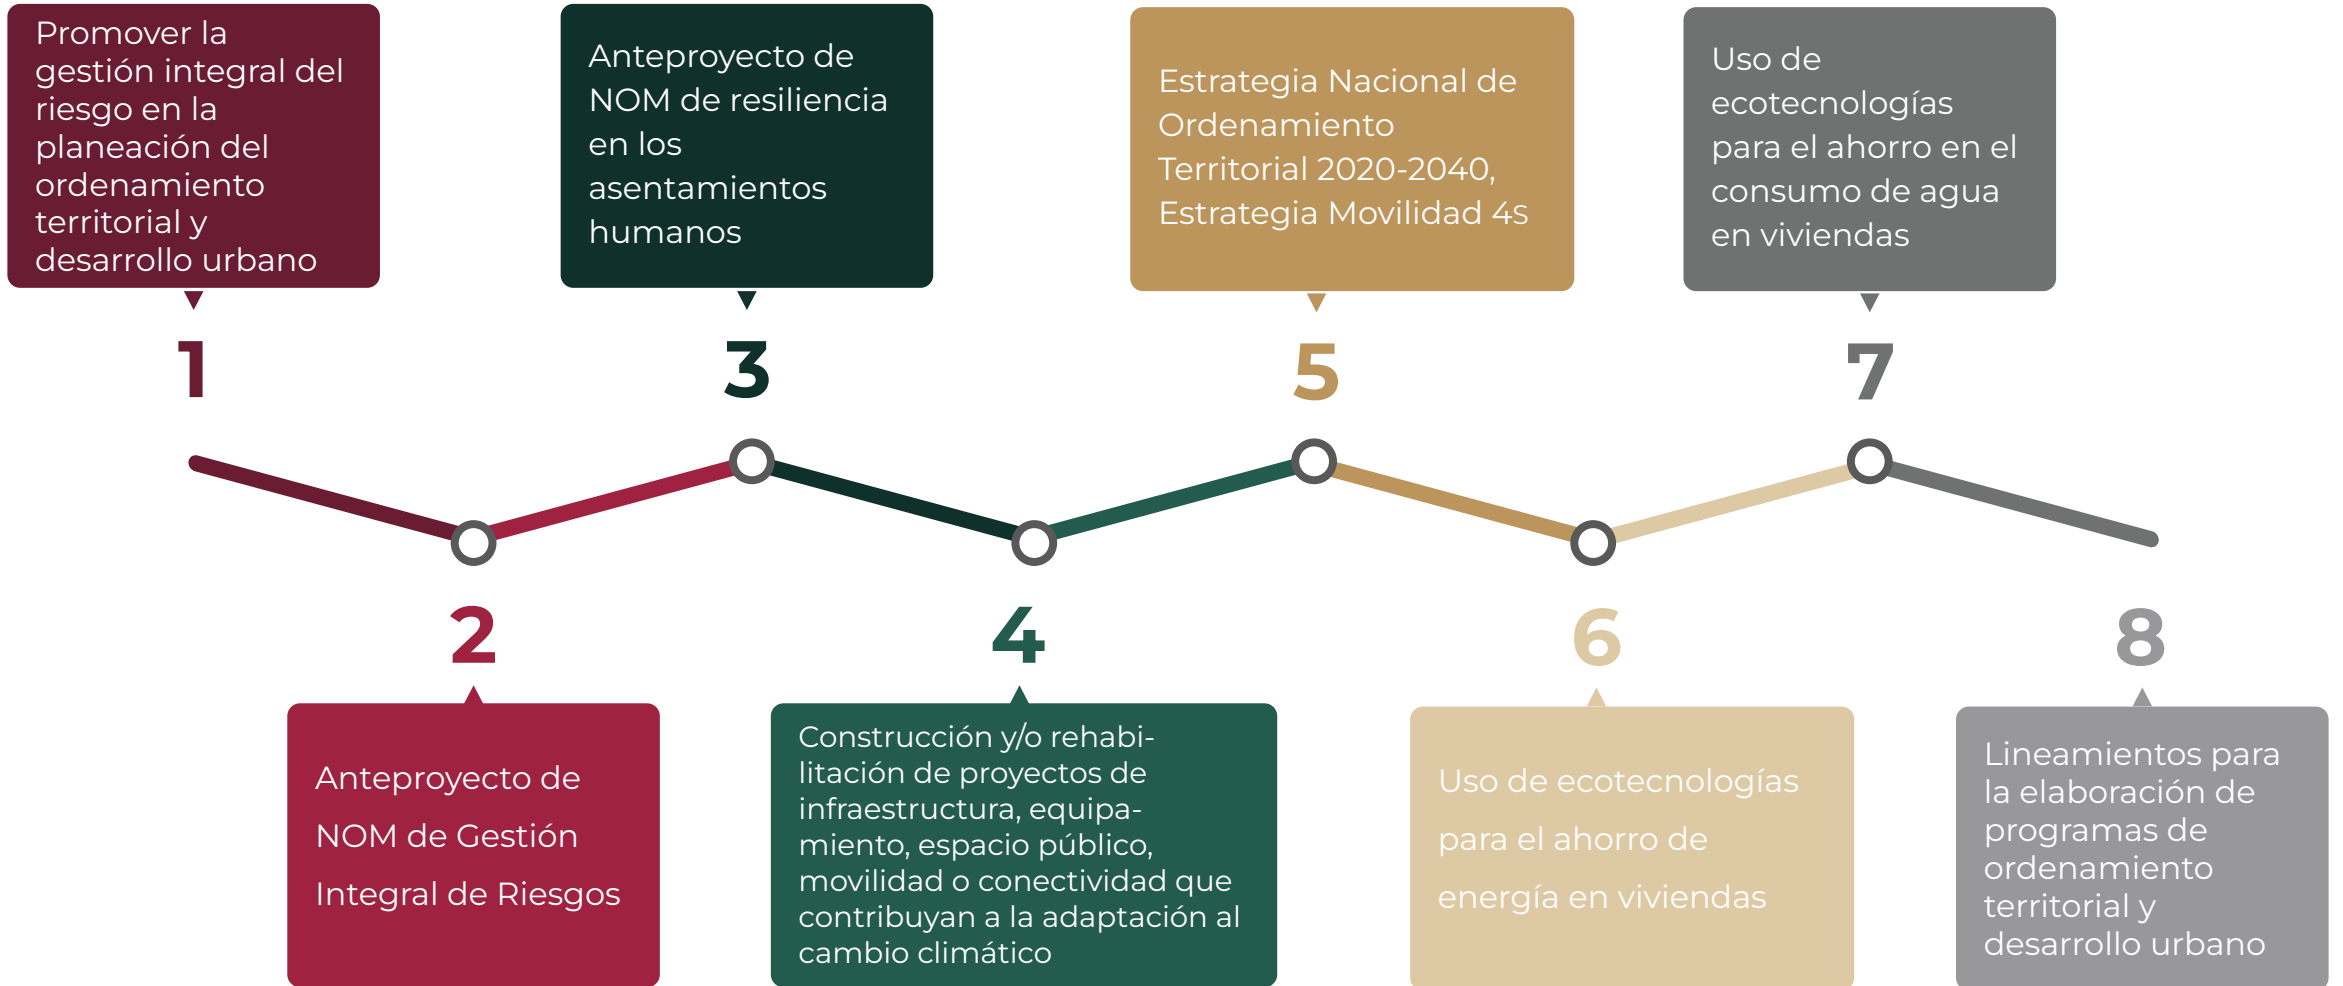 Promover la
gestión integral del
riesgo en la
planeación del
ordenamiento
territorial y
desarrollo urbano
1
Anteproyecto de
NOM de Gestión
Integral de Riesgos
2
Anteproyecto de
NOM de resiliencia
en los
asentamientos
humanos
3
Construcción y/o rehabi-
litación de proyectos de
infraestructura, equipa-
miento, espacio público,
movilidad o conectividad que
contribuyan a la adaptación al
cambio climático
4
Estrategia Nacional de
Ordenamiento
Territorial 2020-2040,
Estrategia Movilidad 4S
5
Uso de ecotecnologías
para el ahorro de
energía en viviendas
6
Uso de
ecotecnologías
para el ahorro en el
consumo de agua
en viviendas
7
Lineamientos para
la elaboración de
programas de
ordenamiento
territorial y
desarrollo urbano
8